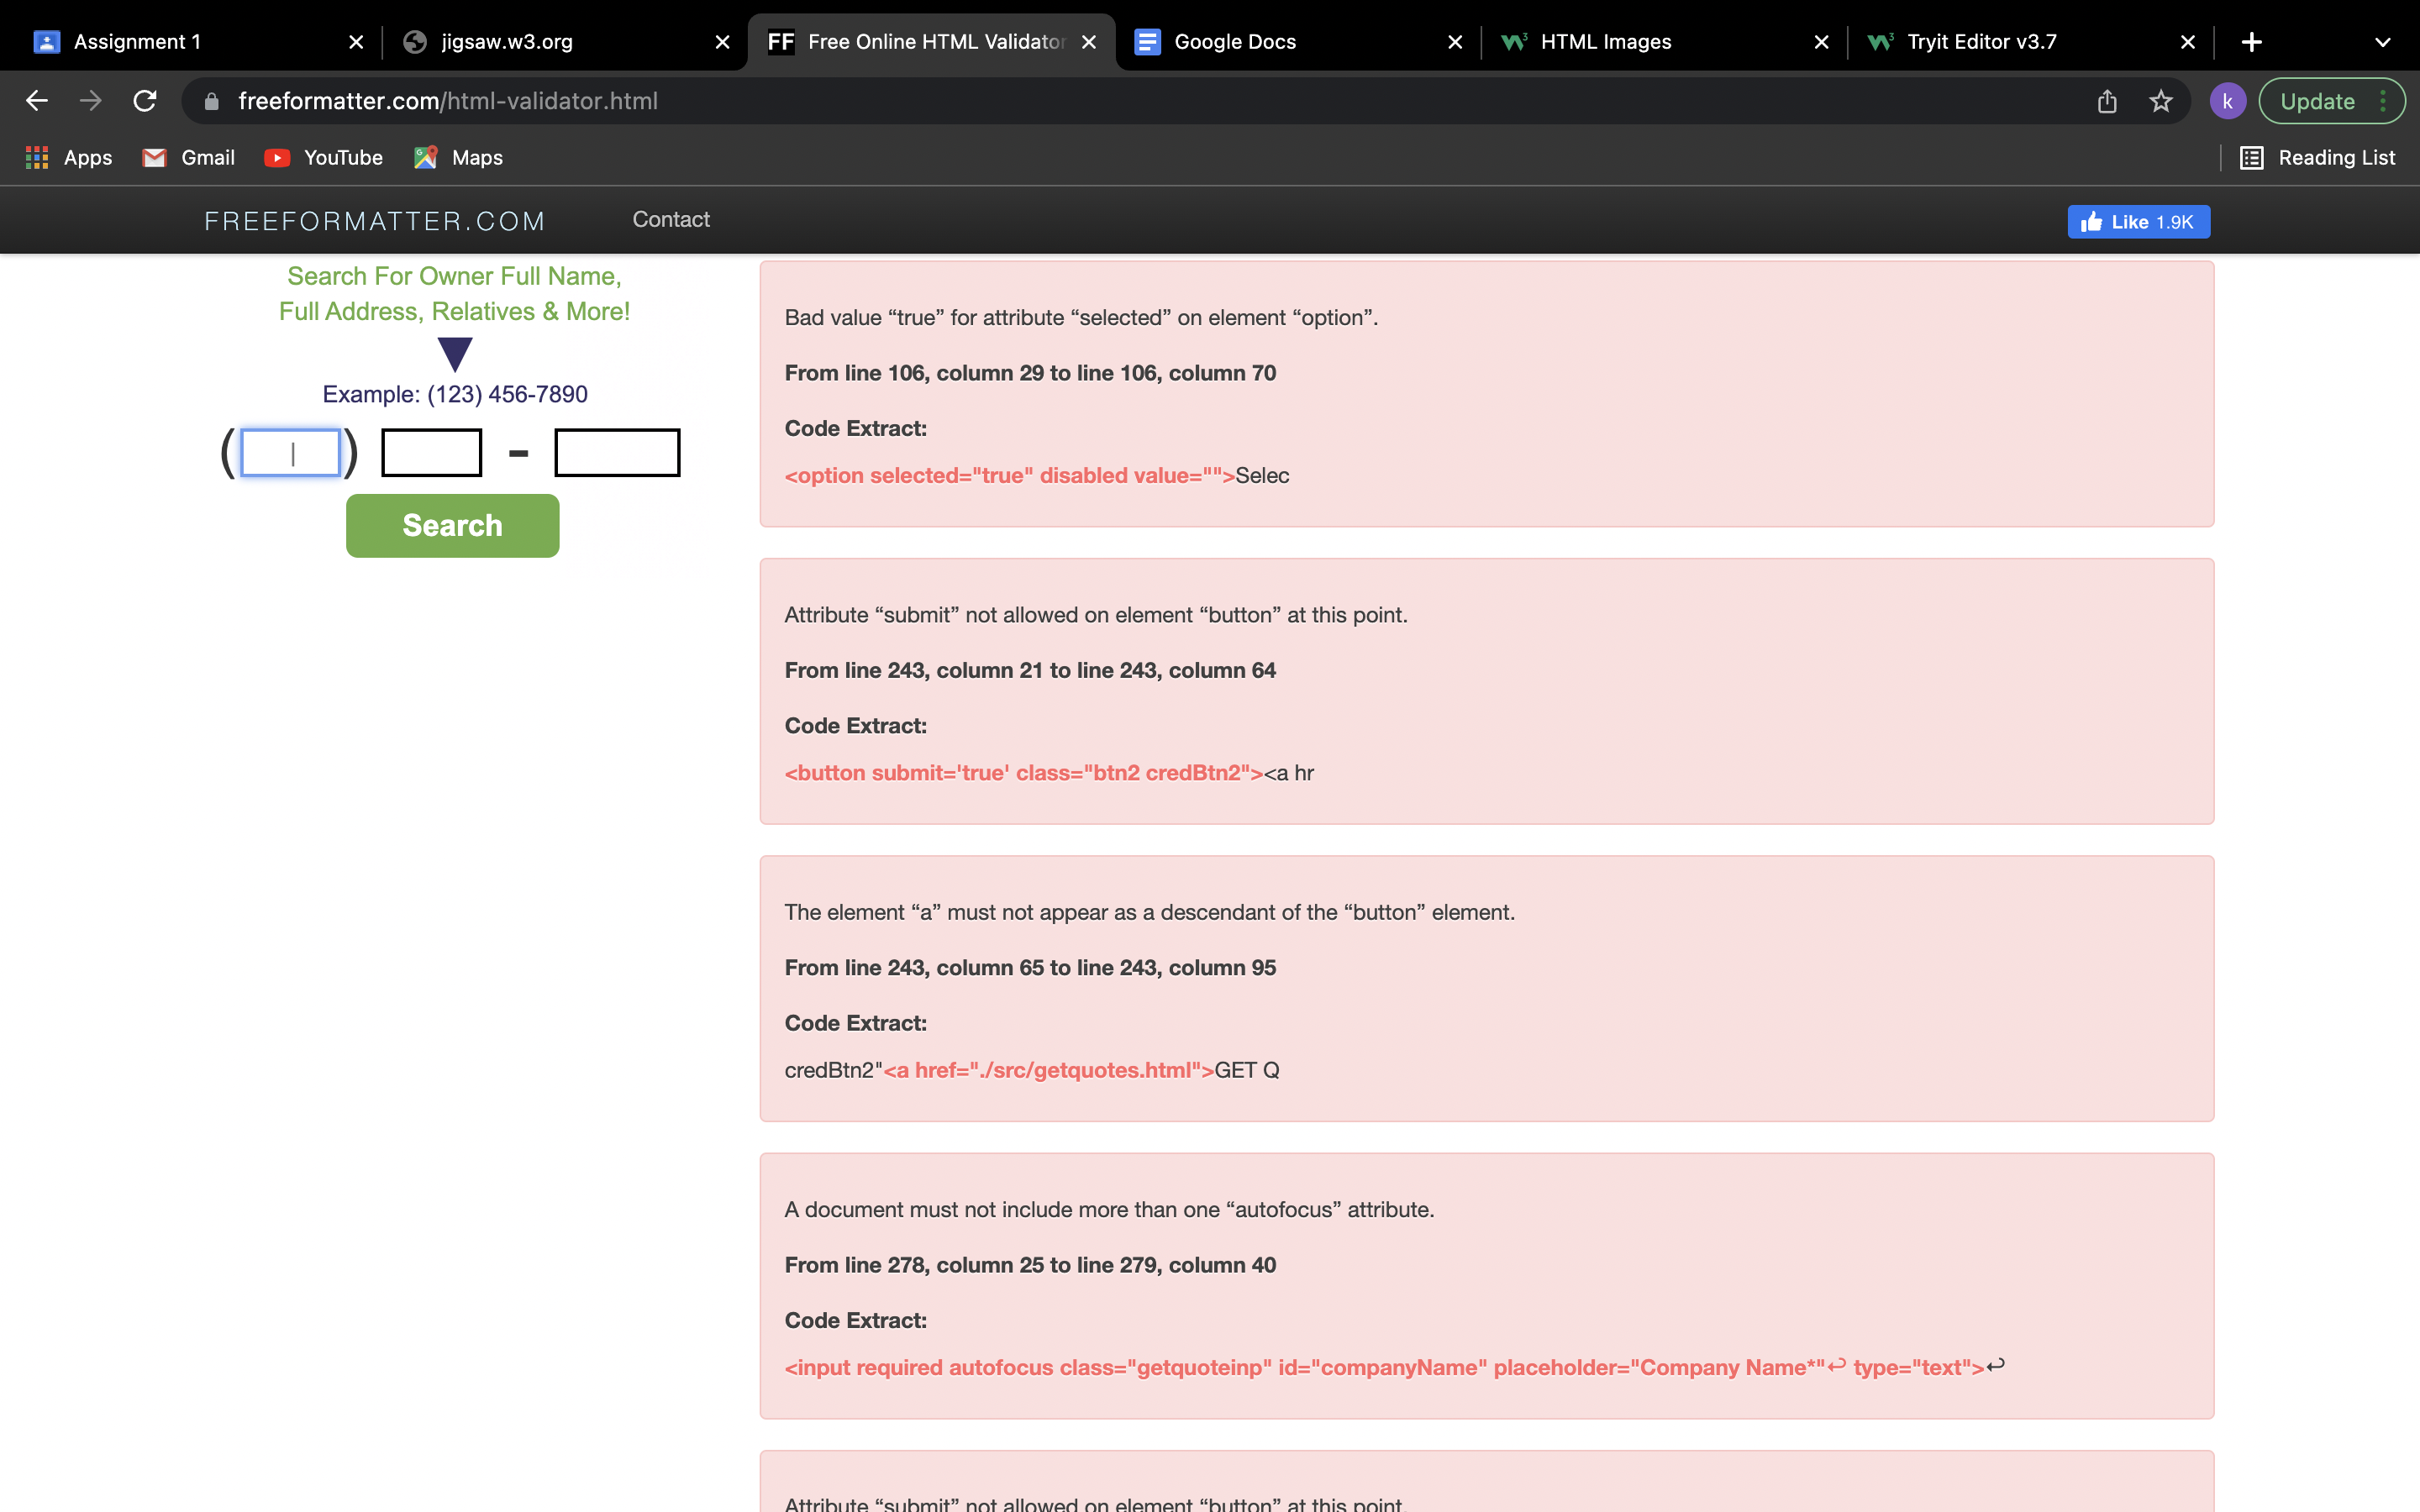 Assignment 1
jigsaw.w3.org
FF Free Online HTML Validator
Google Docs
HTML Images
Tryit Editor v3.7
freeformatter.com/html-validator.html
k
Update
Apps
Gmail
YouTube
Maps
Reading List
FREEFORMATTER.COM
Contact
Like 1.9K
Search For Owner Full Name,
Full Address, Relatives & More!
Example: (123) 456-7890
( ) -
Search
Bad value “true” for attribute “selected” on element “option”.
From line 106, column 29 to line 106, column 70
Code Extract:
<option selected="true" disabled value="">Selec
Attribute “submit” not allowed on element “button” at this point.
From line 243, column 21 to line 243, column 64
Code Extract:
<button submit='true' class="btn2 credBtn2"><a hr
The element “a” must not appear as a descendant of the “button” element.
From line 243, column 65 to line 243, column 95
Code Extract:
credBtn2"<a href="./src/getquotes.html">GET Q
A document must not include more than one “autofocus” attribute.
From line 278, column 25 to line 279, column 40
Code Extract:
<input required autofocus class="getquoteinp" id="companyName" placeholder="Company Name*"↩ type="text">↩
Attribute “submit” not allowed on element “button” at this point.